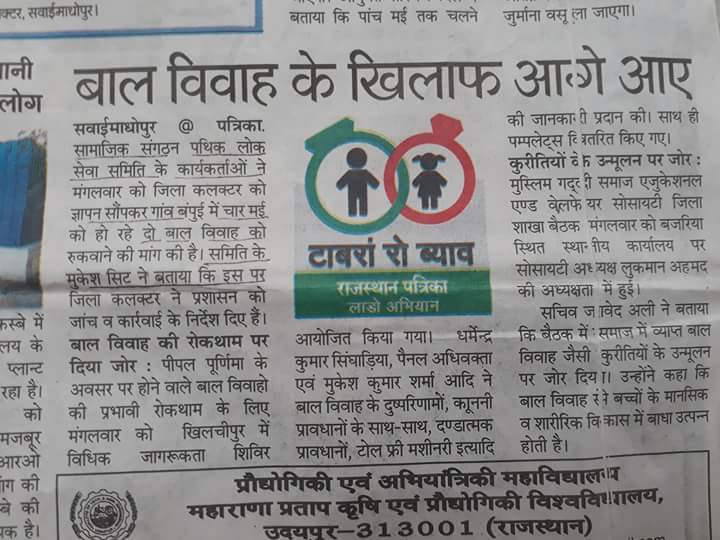 क्टर, सवाईमाधोपुर।
बताया कि पांच मई तक चलने
जुर्माना वसूला जाएगा।
ानी
लोग
बाल विवाह के खिलाफ आगे आए
सवाईमाधोपुर @ पत्रिका.
सामाजिक संगठन पथिक लोक
सेवा समिति के कार्यकर्ताओं ने
मंगलवार को जिला कलक्टर को
ज्ञापन सौंपकर गांव बंपुई में चार मई
को हो रहे दो बाल विवाह को
रुकवाने की मांग की है। समिति के
मुकेश सिट ने बताया कि इस पर
जिला कलक्टर ने प्रशासन को
जांच व कार्रवाई के निर्देश दिए हैं।
बाल विवाह की रोकथाम पर
दिया जोर : पीपल पूर्णिमा के
अवसर पर होने वाले बाल विवाहो
की प्रभावी रोकथाम के लिए
मंगलवार को खिलचीपुर में
विधिक जागरूकता शिविर
टाबरां रो ब्याव
राजस्थान पत्रिका
लाडो अभियान
आयोजित किया गया। धर्मेन्द्र
कुमार सिंघाड़िया, पैनल अधिवक्ता
एवं मुकेश कुमार शर्मा आदि ने
बाल विवाह के दुष्परिणामों, कानूनी
प्रावधानों के साथ-साथ, दण्डात्मक
प्रावधानों, टोल फ्री मशीनरी इत्यादि
की जानकारी प्रदान की। साथ ही
पम्पलेट्स वितरित किए गए।
कुरीतियों के उन्मूलन पर जोर :
मुस्लिम गद्दी समाज एजुकेशनल
एण्ड वेलफेयर सोसायटी जिला
शाखा बैठक मंगलवार को बजरिया
स्थित स्थानीय कार्यालय पर
सोसायटी अध्यक्ष लुकमान अहमद
की अध्यक्षता में हुई।
सचिव जावेद अली ने बताया
कि बैठक में समाज में व्याप्त बाल
विवाह जैसी कुरीतियों के उन्मूलन
पर जोर दिया। उन्होंने कहा कि
बाल विवाह से बच्चों के मानसिक
व शारीरिक विकास में बाधा उत्पन्न
होती है।
कस्बे में
लय के
प्लान्ट
रहा है।
को
मजबूर
आरओ
ांग की
बे की
यक है।
प्रौद्योगिकी एवं अभियांत्रिकी महाविद्यालय
महाराणा प्रताप कृषि एवं प्रौद्योगिकी विश्वविद्यालय,
उदयपुर–313001 (राजस्थान)